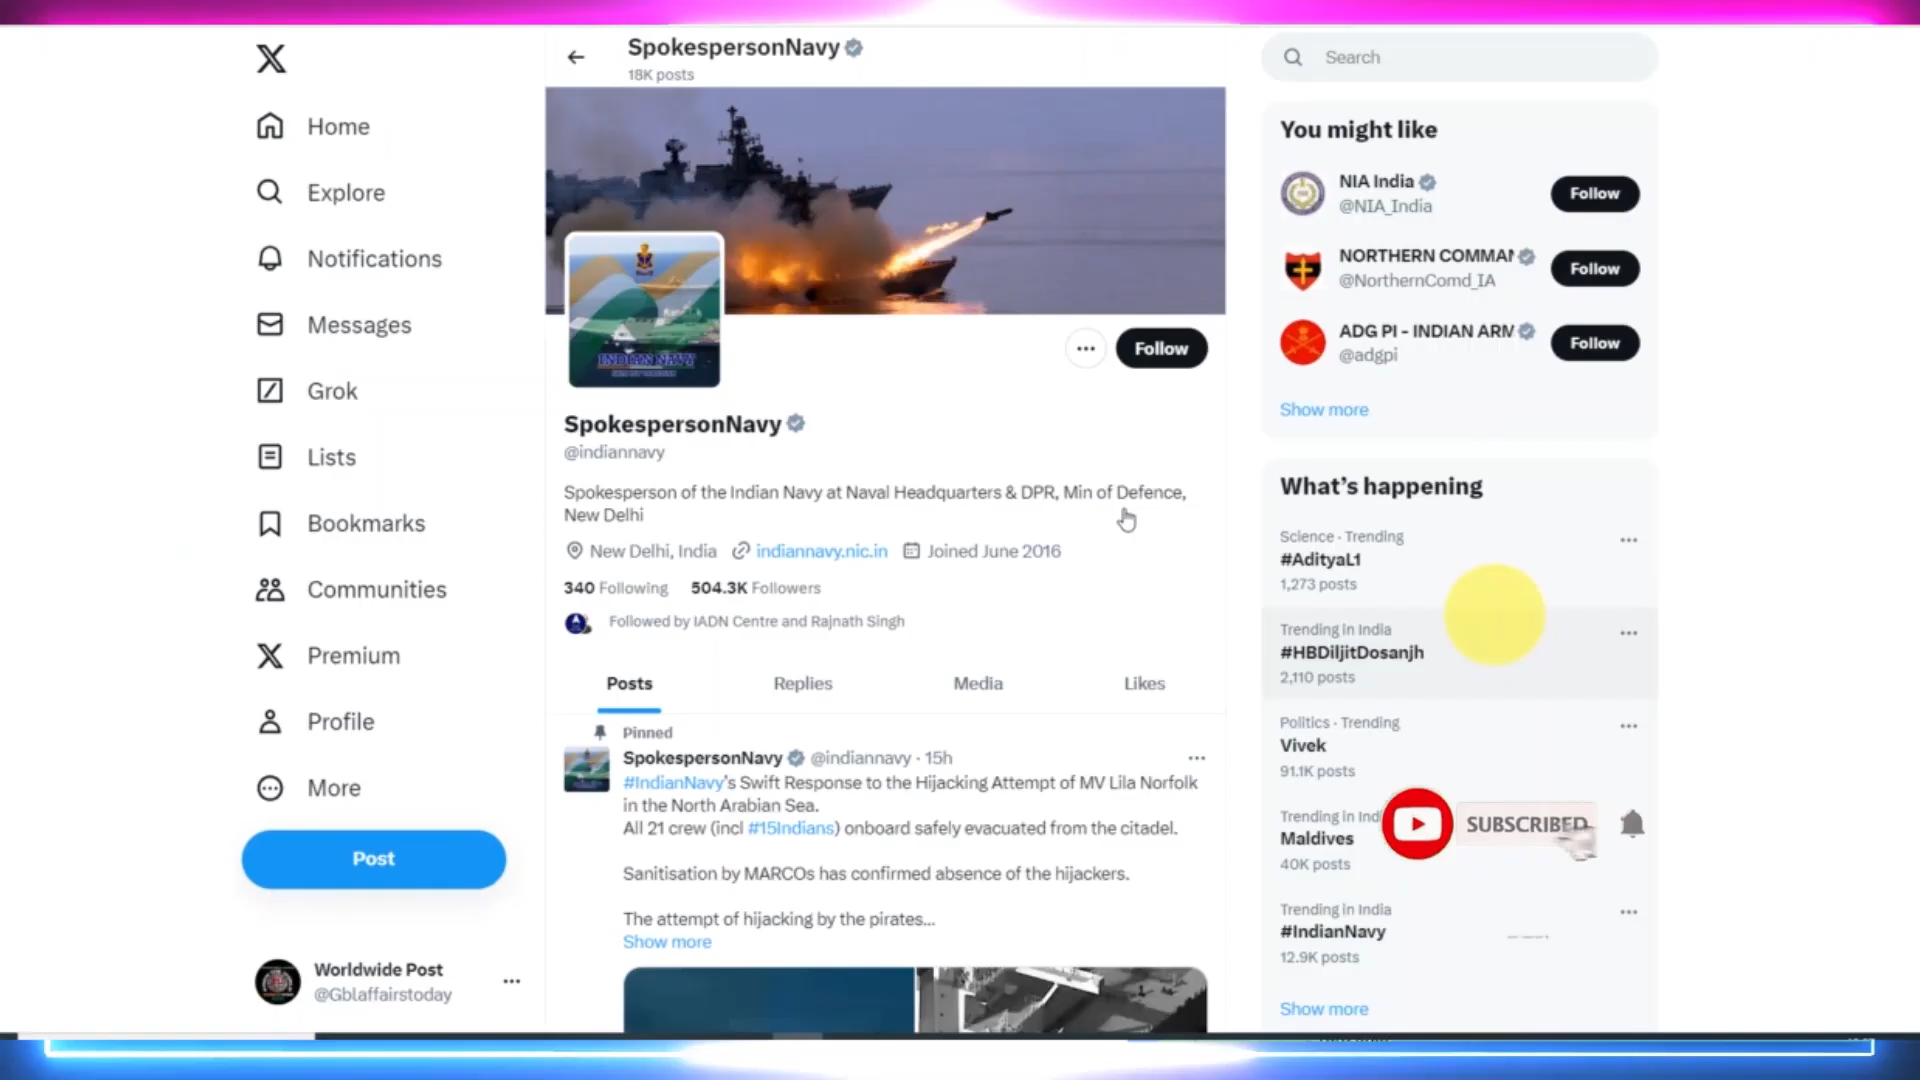 Home
Explore
Notifications
Messages
Grok
Lists
Bookmarks
Communities
Premium
Profile
More
Post
Worldwide Post
@Gblaffairstoday
SpokespersonNavy
18K posts
INDIAN NAVY
Follow
SpokespersonNavy
@indiannavy
Spokesperson of the Indian Navy at Naval Headquarters & DPR, Min of Defence,
New Delhi
New Delhi, India indiannavy.nic.in Joined June 2016
340 Following 504.3K Followers
Followed by IADN Centre and Rajnath Singh
Posts Replies Media Likes
Pinned
SpokespersonNavy @indiannavy · 15h
#IndianNavy's Swift Response to the Hijacking Attempt of MV Lila Norfolk
in the North Arabian Sea.
All 21 crew (incl #15Indians) onboard safely evacuated from the citadel.
Sanitisation by MARCOs has confirmed absence of the hijackers.
The attempt of hijacking by the pirates...
Show more
Search
You might like
NIA India
@NIA_India
Follow
NORTHERN COMMAN
@NorthernComd_IA
Follow
ADG PI - INDIAN ARM
@adgpi
Follow
Show more
What's happening
Science · Trending
#AdityaL1
1,273 posts
Trending in India
#HBDiljitDosanjh
2,110 posts
Politics · Trending
Vivek
91.1K posts
Trending in Indi
Maldives
40K posts
SUBSCRIBED
Trending in India
#IndianNavy
12.9K posts
Show more